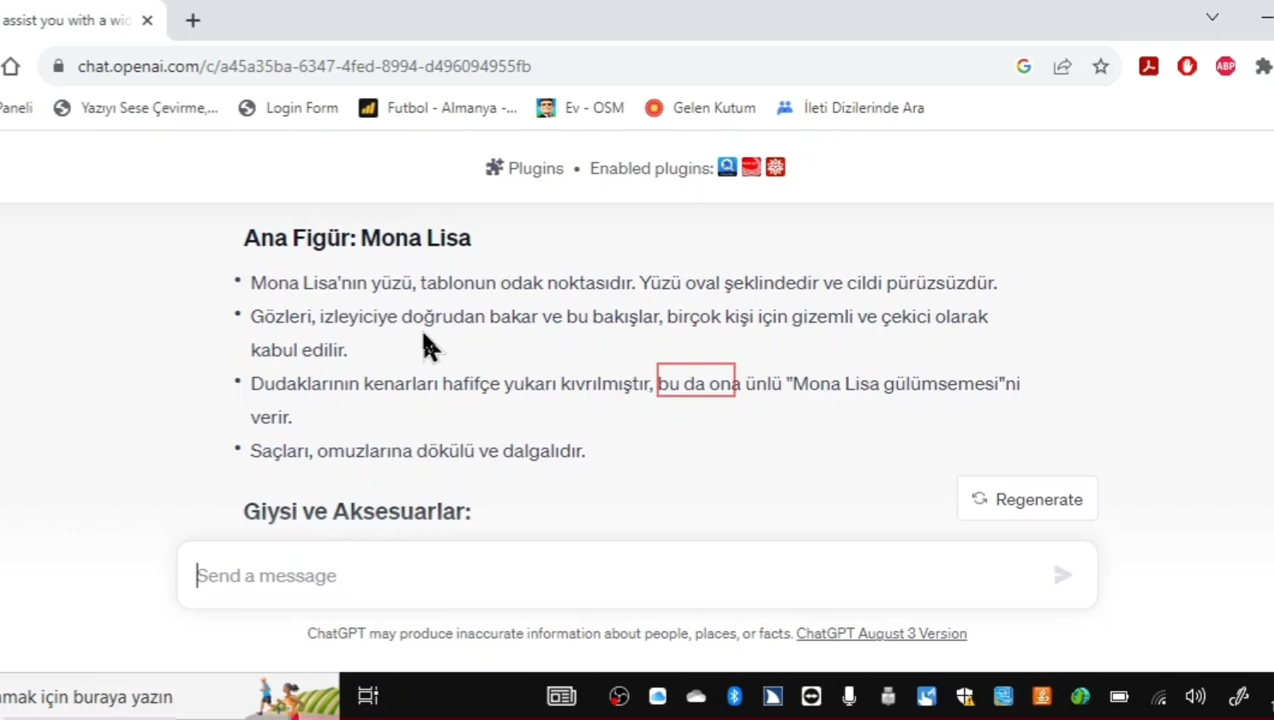 assist you with a wid
chat.openai.com/c/a45a35ba-6347-4fed-8994-d496094955fb
G
ABP
Paneli
Yazıyı Sese Çevirme,...
Login Form
Futbol - Almanya -...
Ev - OSM
Gelen Kutum
İleti Dizilerinde Ara
Plugins • Enabled plugins:
Ana Figür: Mona Lisa
• Mona Lisa'nın yüzü, tablonun odak noktasıdır. Yüzü oval şeklindedir ve cildi pürüzsüzdür.
• Gözleri, izleyiciye doğrudan bakar ve bu bakışlar, birçok kişi için gizemli ve çekici olarak
kabul edilir.
• Dudaklarının kenarları hafifçe yukarı kıvrılmıştır, bu da ona ünlü "Mona Lisa gülümsemesi"ni
verir.
• Saçları, omuzlarına dökülü ve dalgalıdır.
Giysi ve Aksesuarlar:
Regenerate
Send a message
ChatGPT may produce inaccurate information about people, places, or facts. ChatGPT August 3 Version
amak için buraya yazın